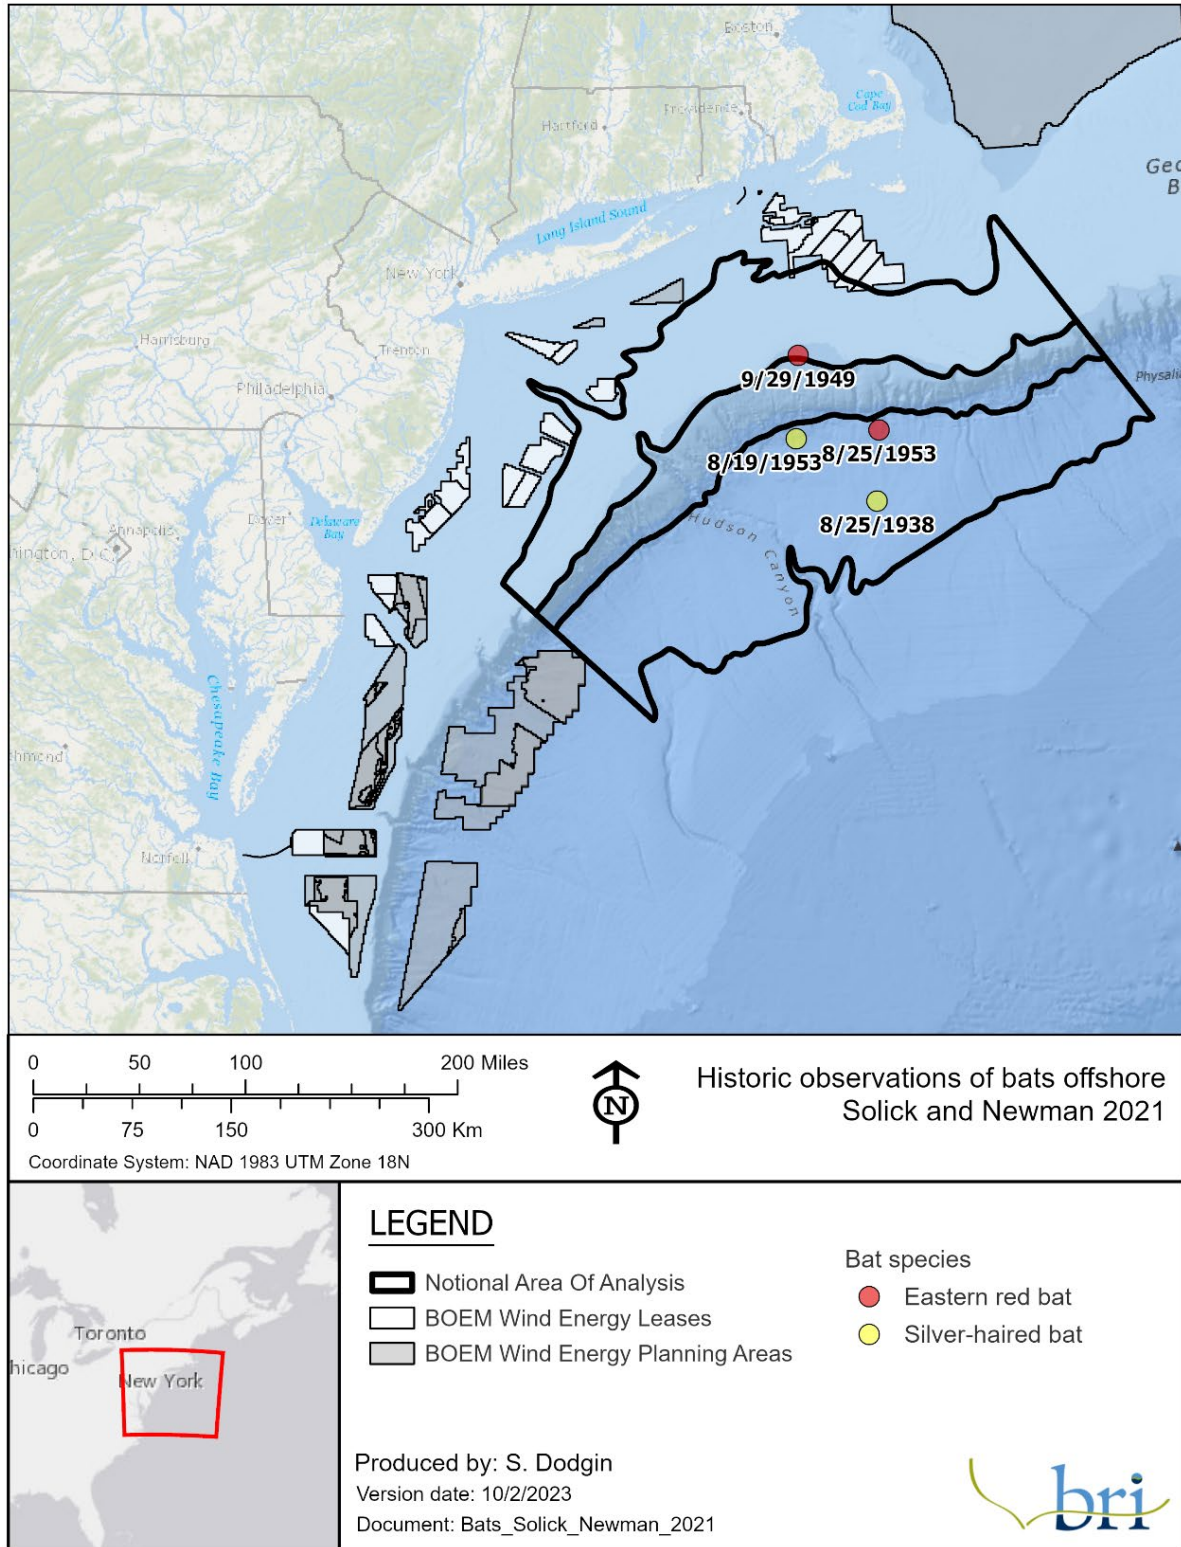 Boston
Cape
Cod Bay
Providence
Hartford
Long Island Sound
New York
Harrisburg
Trenton
Philadelphia
9/29/1949
Physali
8/19/1953
8/25/1953
8/25/1938
Hudson Canyon
Annapolis
Dover
Delaware
Bay
hington, D.C.
Chesapeake Bay
hmond
Norfolk
0 50 100 200 Miles
0 75 150 300 Km
Coordinate System: NAD 1983 UTM Zone 18N
N
Historic observations of bats offshore
Solick and Newman 2021
Toronto
hicago
New York
LEGEND
Notional Area Of Analysis
BOEM Wind Energy Leases
BOEM Wind Energy Planning Areas
Bat species
Eastern red bat
Silver-haired bat
Produced by: S. Dodgin
Version date: 10/2/2023
Document: Bats_Solick_Newman_2021
bri